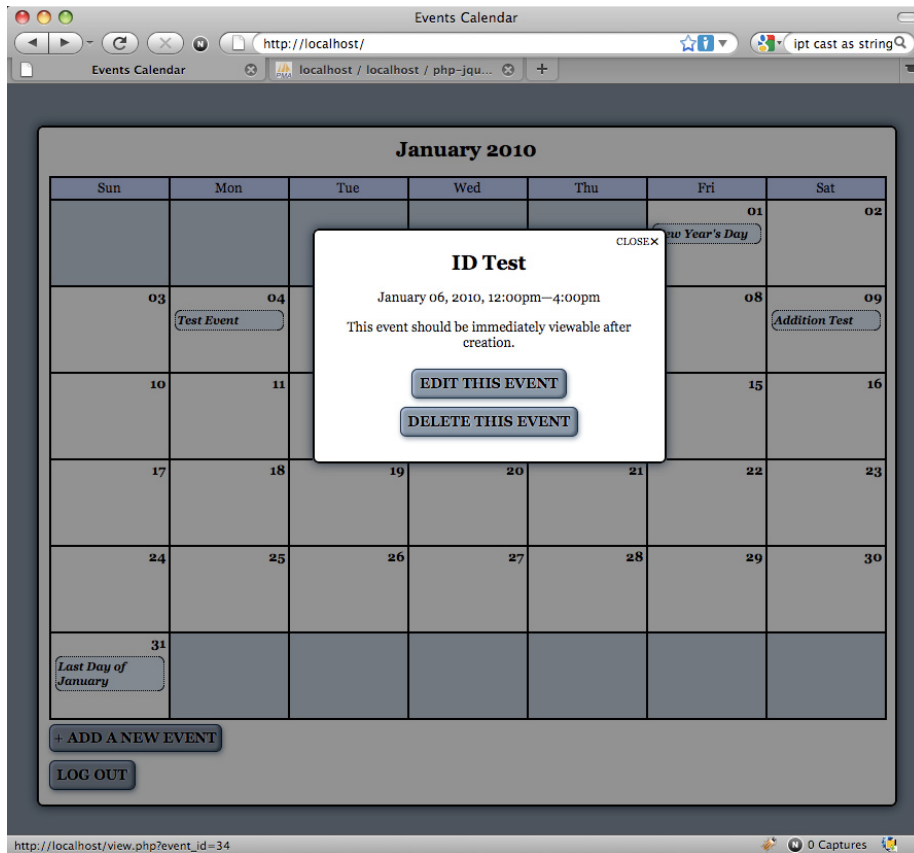 Events Calendar
http://localhost/
ipt cast as string
Events Calendar
PMA localhost / localhost / php-jqu...
January 2010
Sun Mon Tue Wed Thu Fri Sat
01 02
New Year's Day
CLOSE×
ID Test
January 06, 2010, 12:00pm—4:00pm
This event should be immediately viewable after
creation.
EDIT THIS EVENT
DELETE THIS EVENT
03 04 08 09
Test Event Addition Test
10 11 15 16
17 18 19 20 21 22 23
24 25 26 27 28 29 30
31
Last Day of
January
+ ADD A NEW EVENT
LOG OUT
http://localhost/view.php?event_id=34
0 Captures